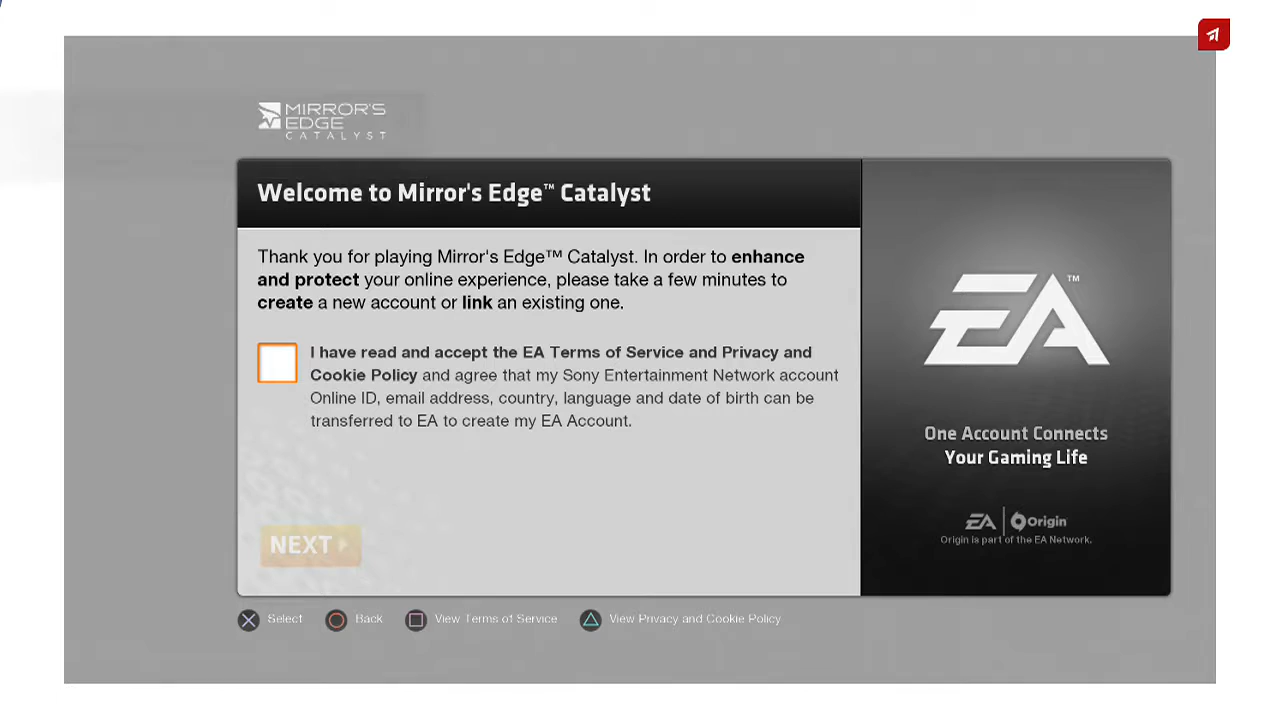 MIRROR'S
EDGE
CATALYST
Welcome to Mirror's Edge™ Catalyst
Thank you for playing Mirror's Edge™ Catalyst. In order to enhance
and protect your online experience, please take a few minutes to
create a new account or link an existing one.
I have read and accept the EA Terms of Service and Privacy and
Cookie Policy and agree that my Sony Entertainment Network account
Online ID, email address, country, language and date of birth can be
transferred to EA to create my EA Account.
NEXT
EA™
One Account Connects
Your Gaming Life
EA Origin
Origin is part of the EA Network.
Select Back View Terms of Service View Privacy and Cookie Policy